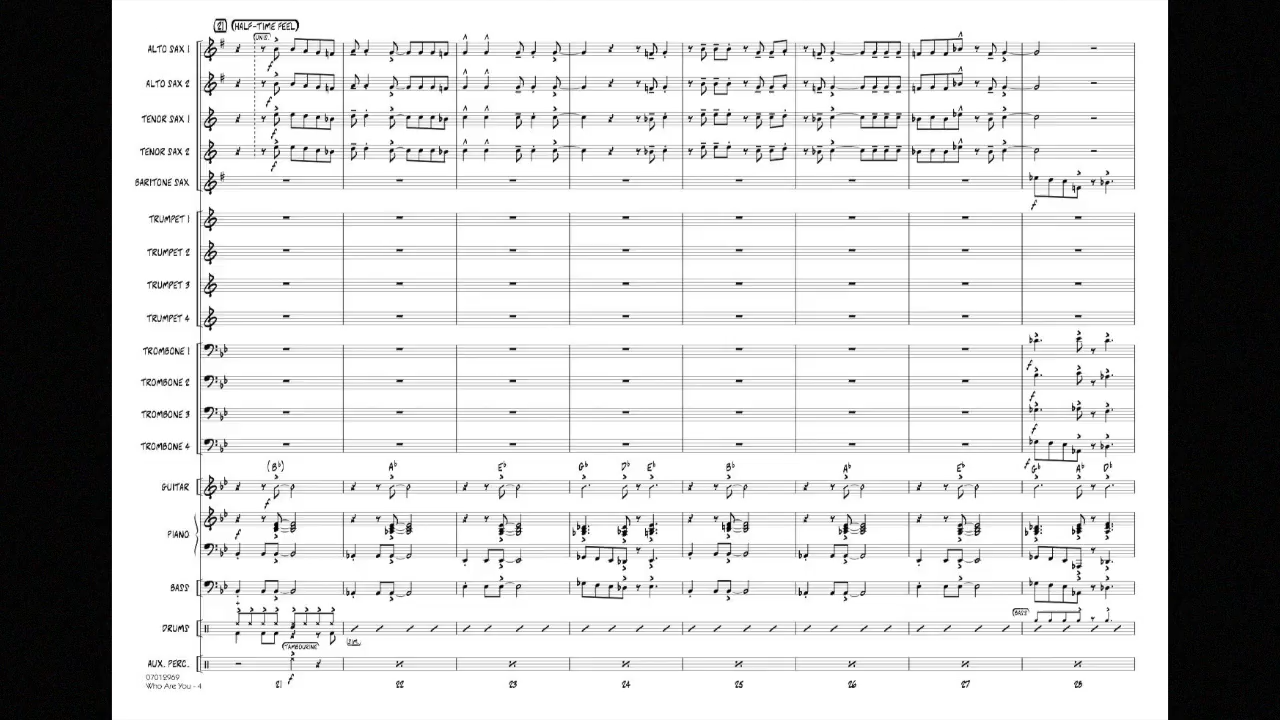 21 HALF-TIME FEEL
UNIS.
ALTO SAX 1
f
ALTO SAX 2
f
TENOR SAX 1
f
TENOR SAX 2
f
BARITONE SAX
f
TRUMPET 1
TRUMPET 2
TRUMPET 3
TRUMPET 4
TROMBONE 1
f
TROMBONE 2
f
TROMBONE 3
f
TROMBONE 4
f
(B♭) A♭ E♭ G♭ D♭ E♭ B♭ A♭ E♭ G♭ A♭ D♭
GUITAR
f
PIANO
f
BASS
BASS
DRUMS
TAMBOURINE
AUX. PERC.
f
07012969
Who Are You - 4 21 22 23 24 25 26 27 28